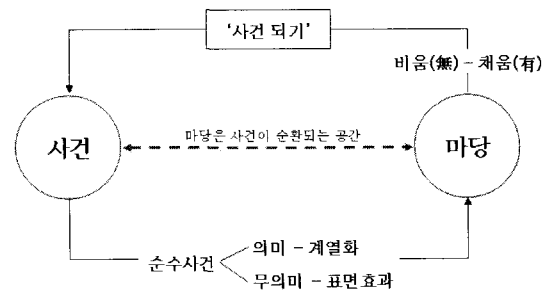 '사건 되기'
비움(無) - 채움(有)
사건
마당은 사건이 순환되는 공간
마당
순수사건
의미 - 계열화
무의미 - 표면효과